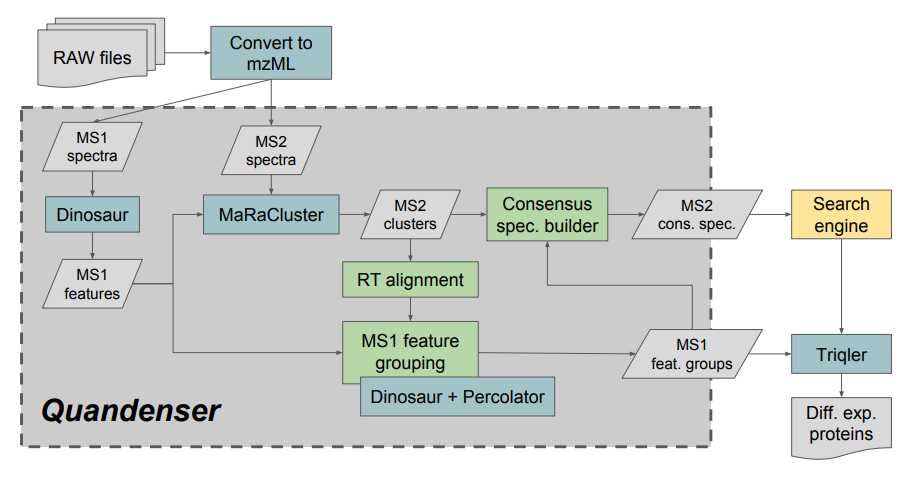 RAW files
Convert to
mzML
MS1
spectra
MS2
spectra
Dinosaur
MaRaCluster
MS2
clusters
Consensus
spec. builder
MS2
cons. spec.
Search
engine
MS1
features
RT alignment
MS1 feature
grouping
Dinosaur + Percolator
MS1
feat. groups
Triqler
Quandenser
Diff. exp.
proteins